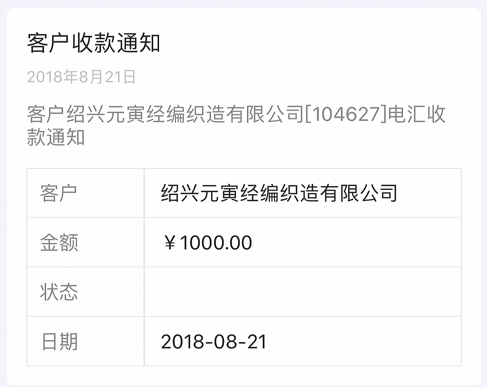 客户收款通知
2018年8月21日
客户绍兴元寅经编织造有限公司[104627]电汇收
款通知
客户 绍兴元寅经编织造有限公司
金额 ￥1000.00
状态
日期 2018-08-21